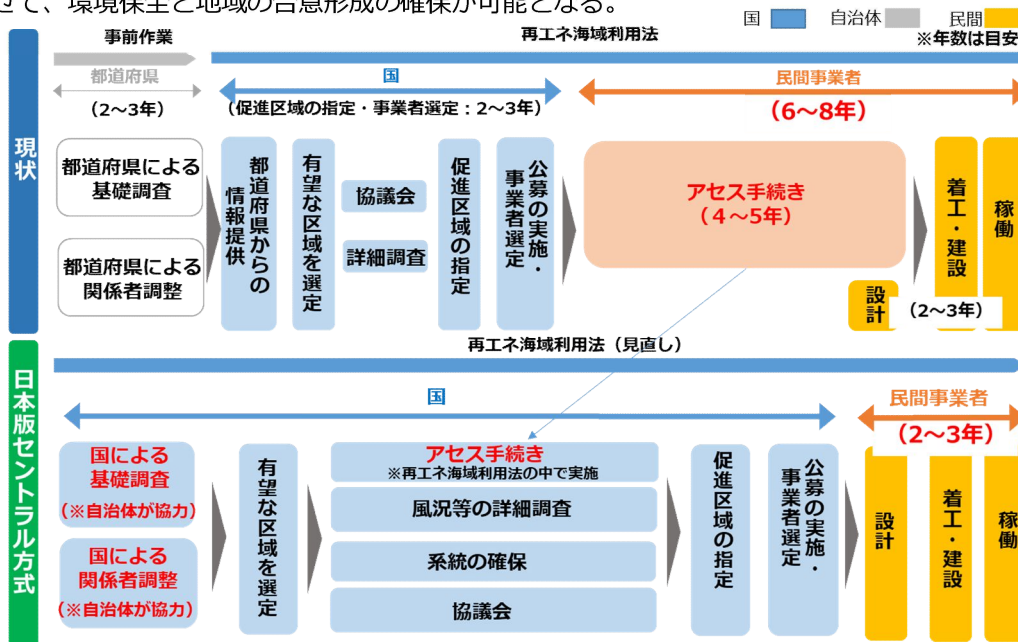 せて、環境保全と地域の合意形成の確保が可能となる。
国
自治体
民間
※年数は目安
事前作業
再エネ海域利用法
都道府県
国
民間事業者
（2～3年）
（促進区域の指定・事業者選定：2～3年）
（6～8年）
現状
都道府県による
基礎調査
都道府県による
関係者調整
都道府県からの
情報提供
有望な区域を選定
協議会
詳細調査
促進区域の指定
公募の実施・
事業者選定
アセス手続き
（４～5年）
設計
着工・建設
稼働
（2～3年）
再エネ海域利用法（見直し）
日本版セントラル方式
国
民間事業者
（2～3年）
国による
基礎調査
（※自治体が協力）
国による
関係者調整
（※自治体が協力）
有望な区域を選定
アセス手続き
※再エネ海域利用法の中で実施
風況等の詳細調査
系統の確保
協議会
促進区域の指定
公募の実施・
事業者選定
設計
着工・建設
稼働